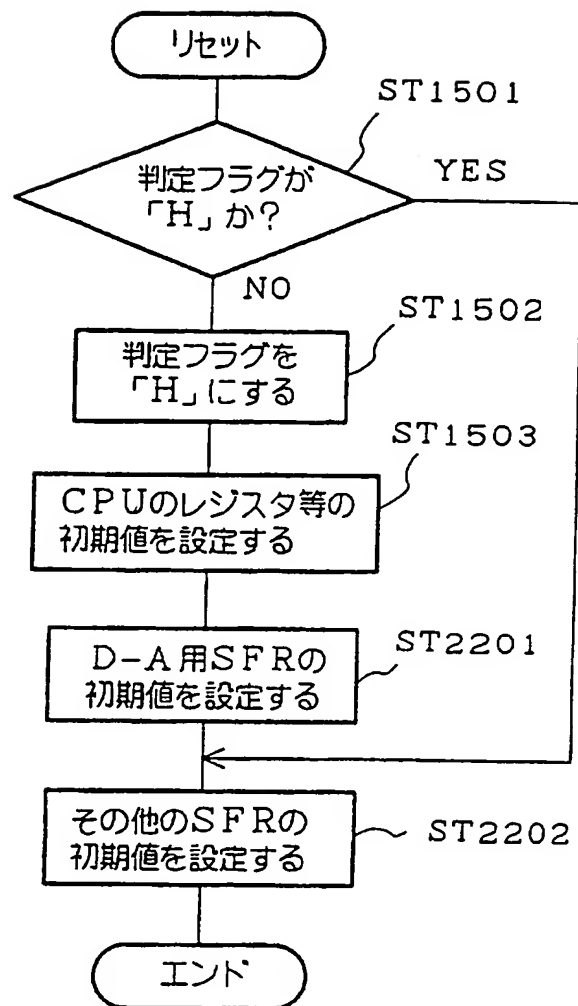 リセット
ST1501
判定フラグが
「H」か?
YES
NO
ST1502
判定フラグを
「H」にする
ST1503
CPUのレジスタ等の
初期値を設定する
ST2201
D-A用SFRの
初期値を設定する
その他のSFRの
初期値を設定する
ST2202
エンド